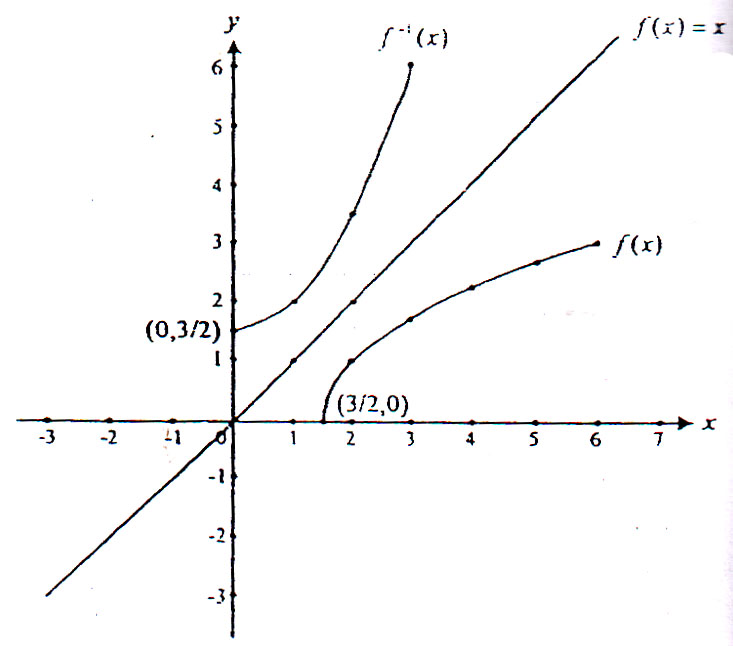 y
f⁻¹(x)
f(x) = x
6
5
4
3
f(x)
2
(0,3/2)
1
(3/2,0)
-3 -2 -1 0 1 2 3 4 5 6 7 x
-1
-2
-3